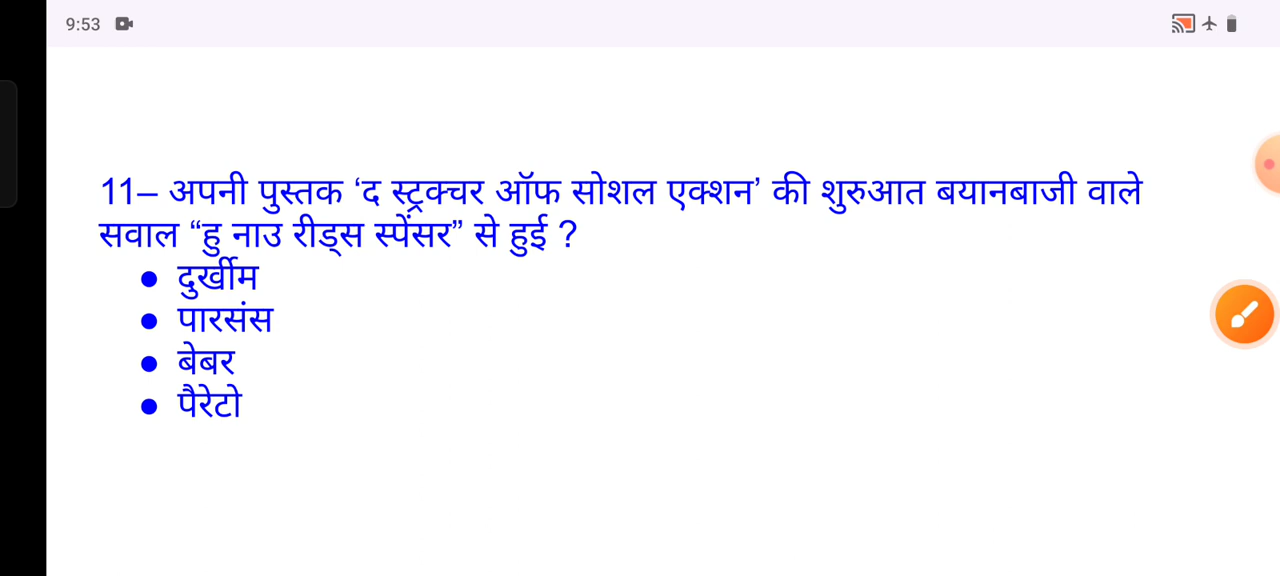 9:53
11– अपनी पुस्तक ‘द स्ट्रक्चर ऑफ सोशल एक्शन’ की शुरुआत बयानबाजी वाले
सवाल “हु नाउ रीड्स स्पेंसर” से हुई ?
● दुर्खीम
● पारसंस
● बेबर
● पैरेटो